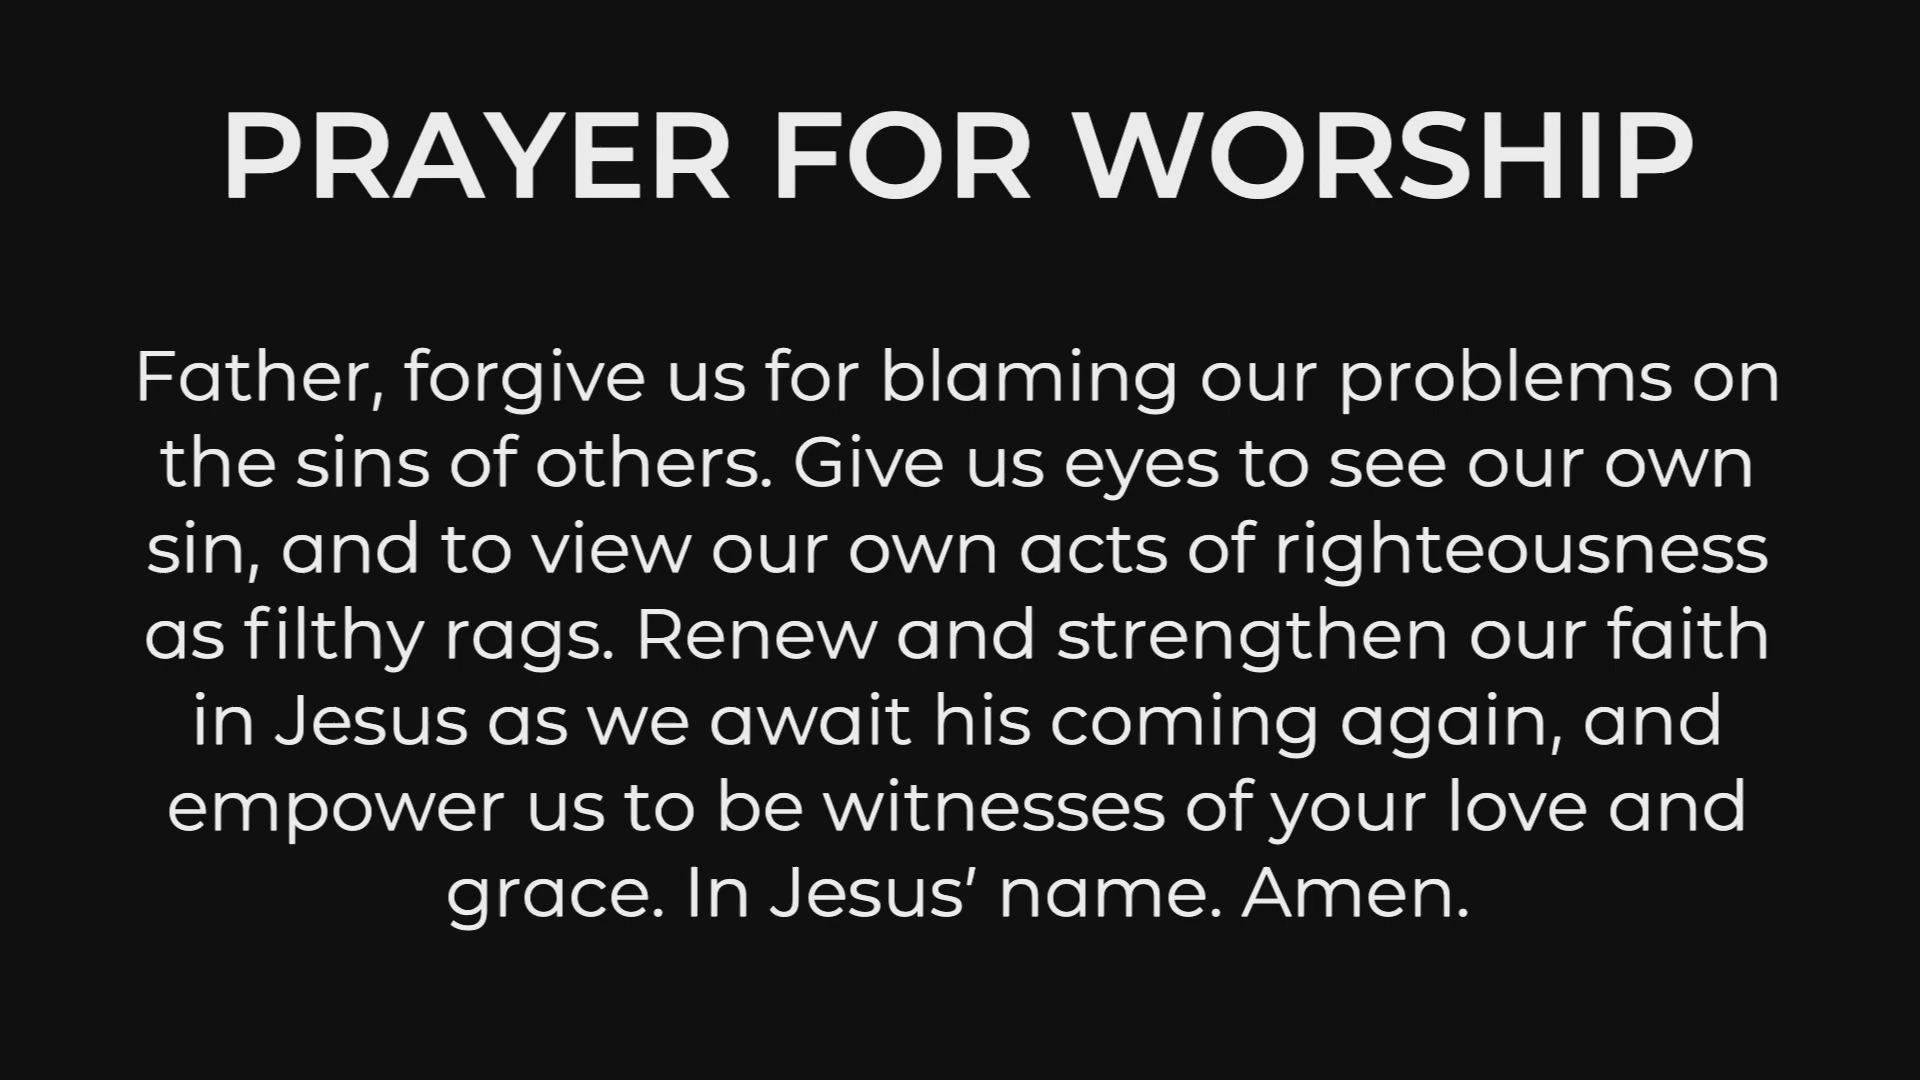 PRAYER FOR WORSHIP
Father, forgive us for blaming our problems on
the sins of others. Give us eyes to see our own
sin, and to view our own acts of righteousness
as filthy rags. Renew and strengthen our faith
in Jesus as we await his coming again, and
empower us to be witnesses of your love and
grace. In Jesus’ name. Amen.